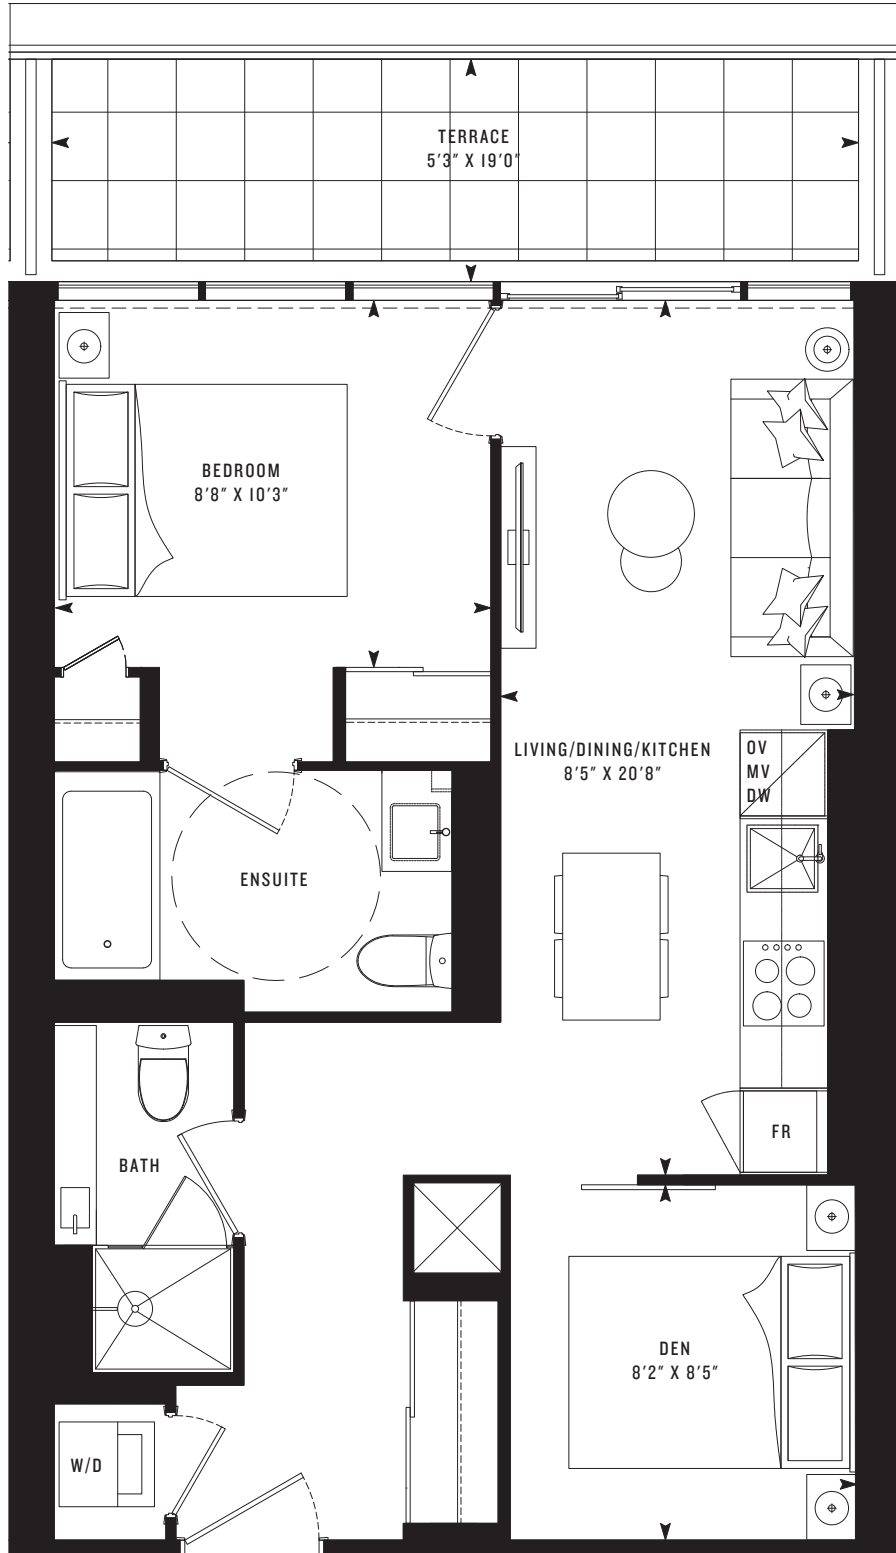 TERRACE
5'3" X 19'0"
BEDROOM
8'8" X 10'3"
LIVING/DINING/KITCHEN
8'5" X 20'8"
OV
MV
DW
ENSUITE
FR
BATH
DEN
8'2" X 8'5"
W/D